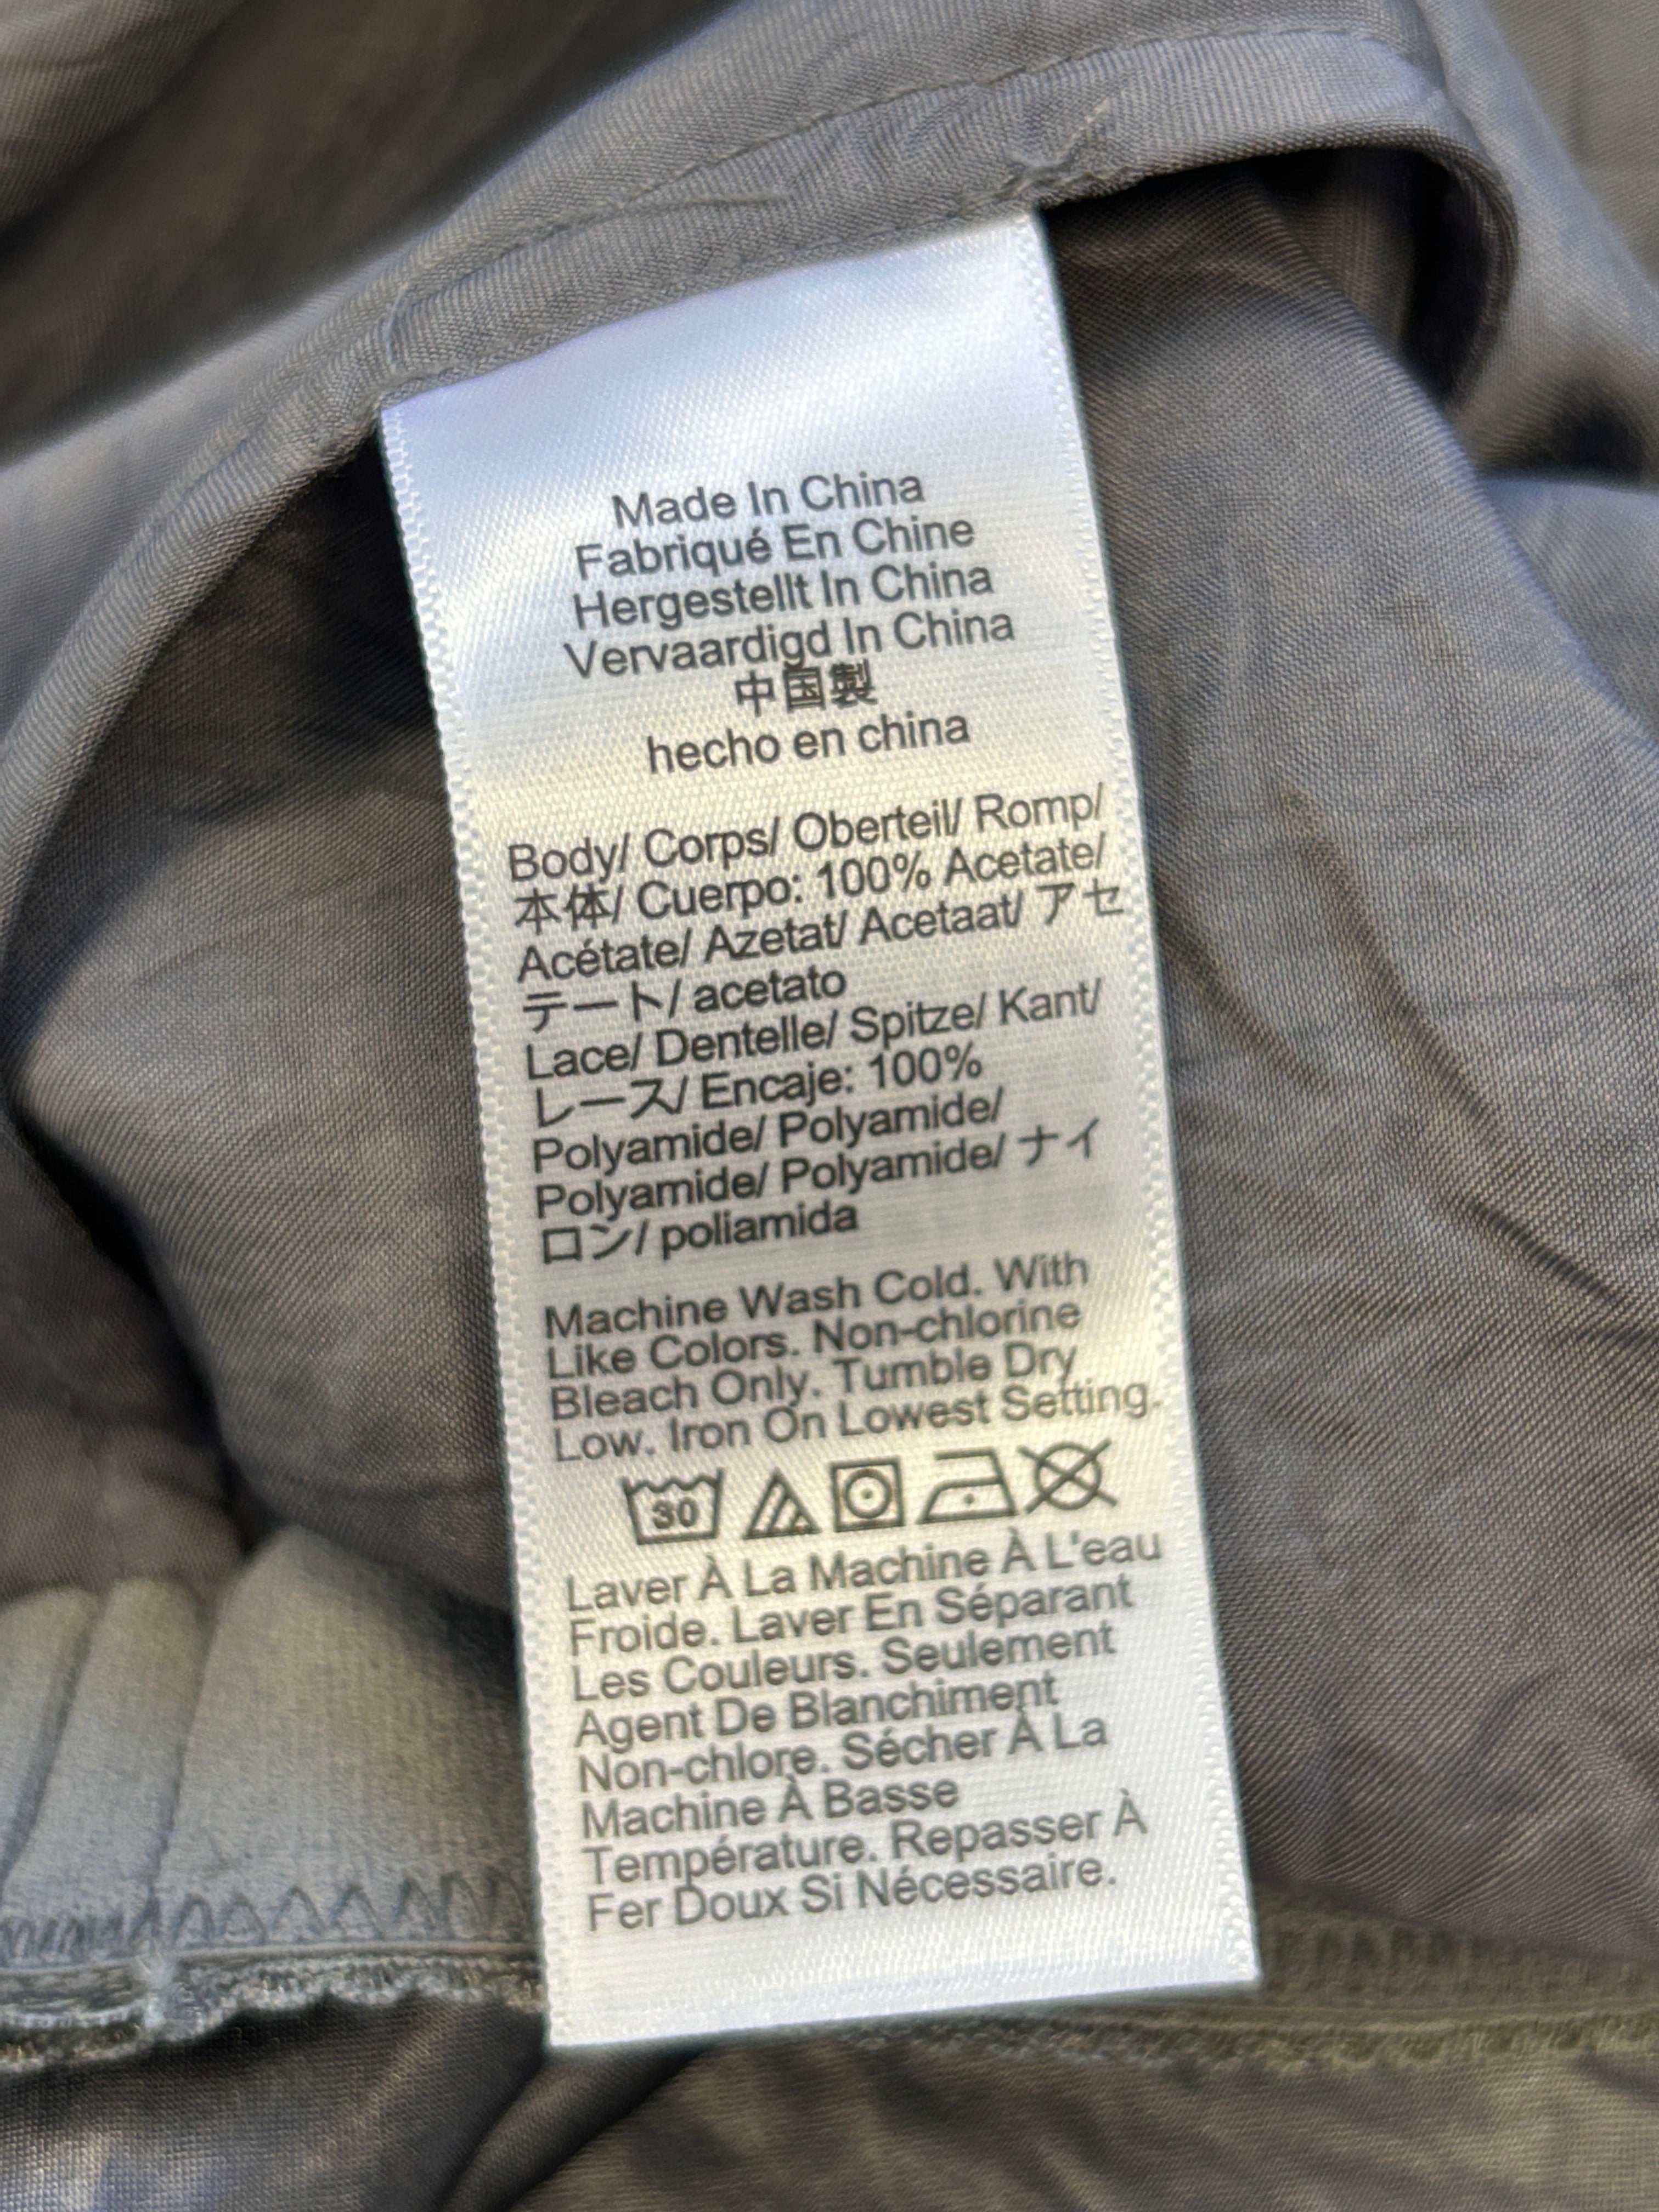 Made In China
Fabriqué En Chine
Hergestellt In China
Vervaardigd In China
中国製
hecho en china
Body/ Corps/ Oberteil/ Romp/
本体/ Cuerpo: 100% Acetate/
Acétate/ Azetat/ Acetaat/ アセ
テート/ acetato
Lace/ Dentelle/ Spitze/ Kant/
レース/ Encaje: 100%
Polyamide/ Polyamide/
Polyamide/ Polyamide/ ナイ
ロン/ poliamida
Machine Wash Cold. With
Like Colors. Non-chlorine
Bleach Only. Tumble Dry
Low. Iron On Lowest Setting.
30
Laver À La Machine À L'eau
Froide. Laver En Séparant
Les Couleurs. Seulement
Agent De Blanchiment
Non-chlore. Sécher À La
Machine À Basse
Température. Repasser À
Fer Doux Si Nécessaire.